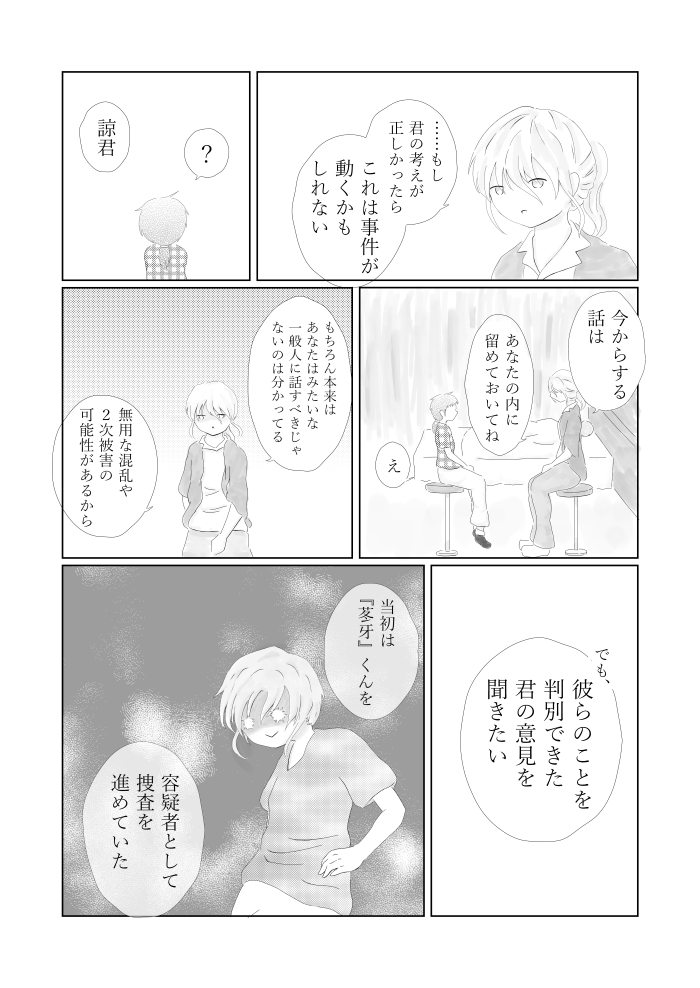 ……もし
君の考えが
正しかったら
これは事件が
動くかも
しれない
？
諒君
今からする
話は
あなたの内に
留めておいてね
え
もちろん本来は
あなたはみたいな
一般人に話すべきじゃ
ないのは分かってる
無用な混乱や
２次被害の
可能性があるから
でも、
彼らのことを
判別できた
君の意見を
聞きたい
当初は
『茎牙』くんを
容疑者として
捜査を
進めていた